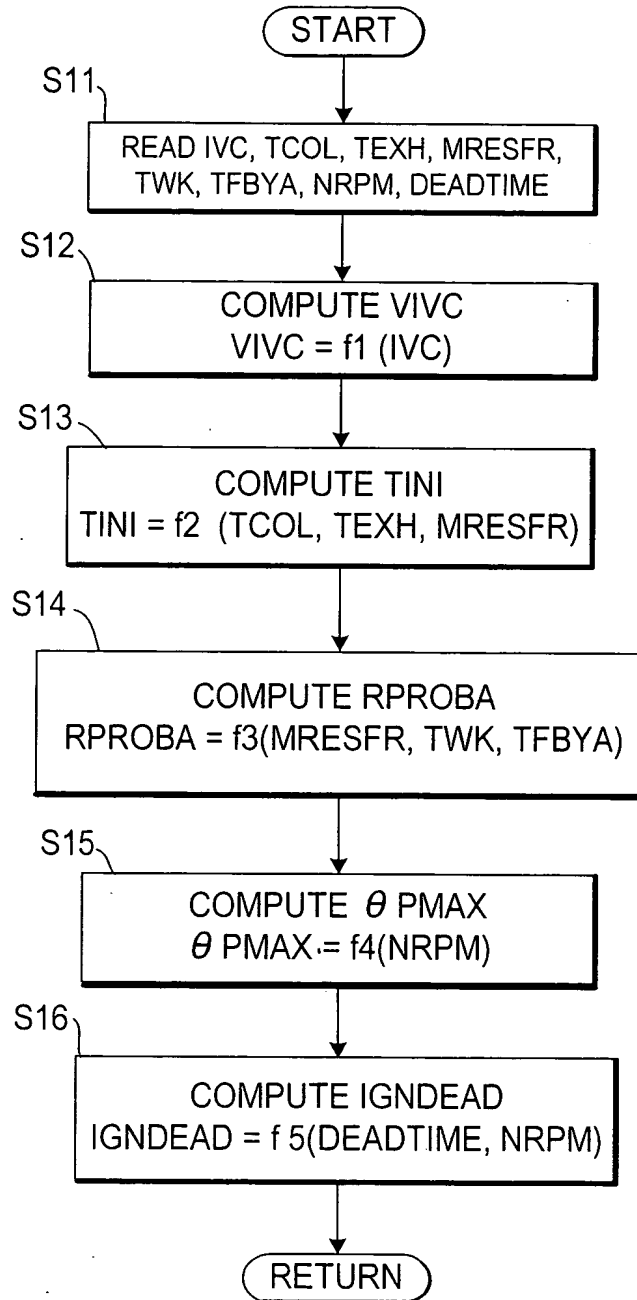 START
S11
READ IVC, TCOL, TEXH, MRESFR,
TWK, TFBYA, NRPM, DEADTIME
S12
COMPUTE VIVC
VIVC = f1 (IVC)
S13
COMPUTE TINI
TINI = f2 (TCOL, TEXH, MRESFR)
S14
COMPUTE RPROBA
RPROBA = f3(MRESFR, TWK, TFBYA)
S15
COMPUTE θ PMAX
θ PMAX = f4(NRPM)
S16
COMPUTE IGNDEAD
IGNDEAD = f 5(DEADTIME, NRPM)
RETURN